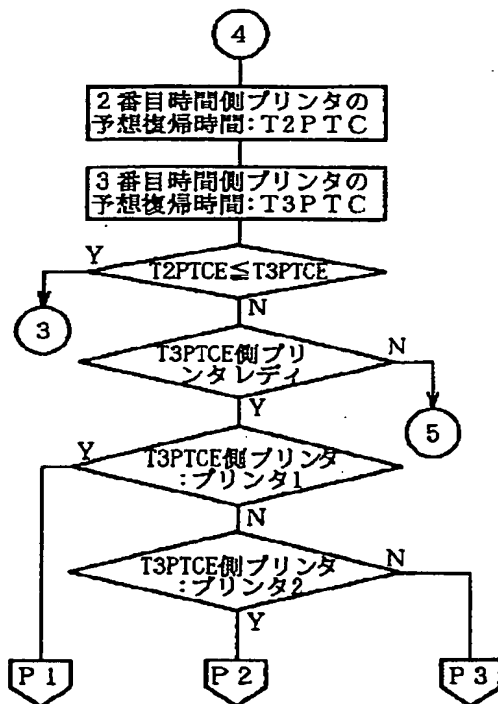 4
2番目時間側プリンタの
予想復帰時間:T2PTC
3番目時間側プリンタの
予想復帰時間:T3PTC
Y
T2PTCE≦T3PTCE
3
N
T3PTCE側プリ
ンタレディ
N
Y
5
Y
T3PTCE側プリンタ
:プリンタ1
N
T3PTCE側プリンタ
:プリンタ2
N
Y
P1
P2
P3